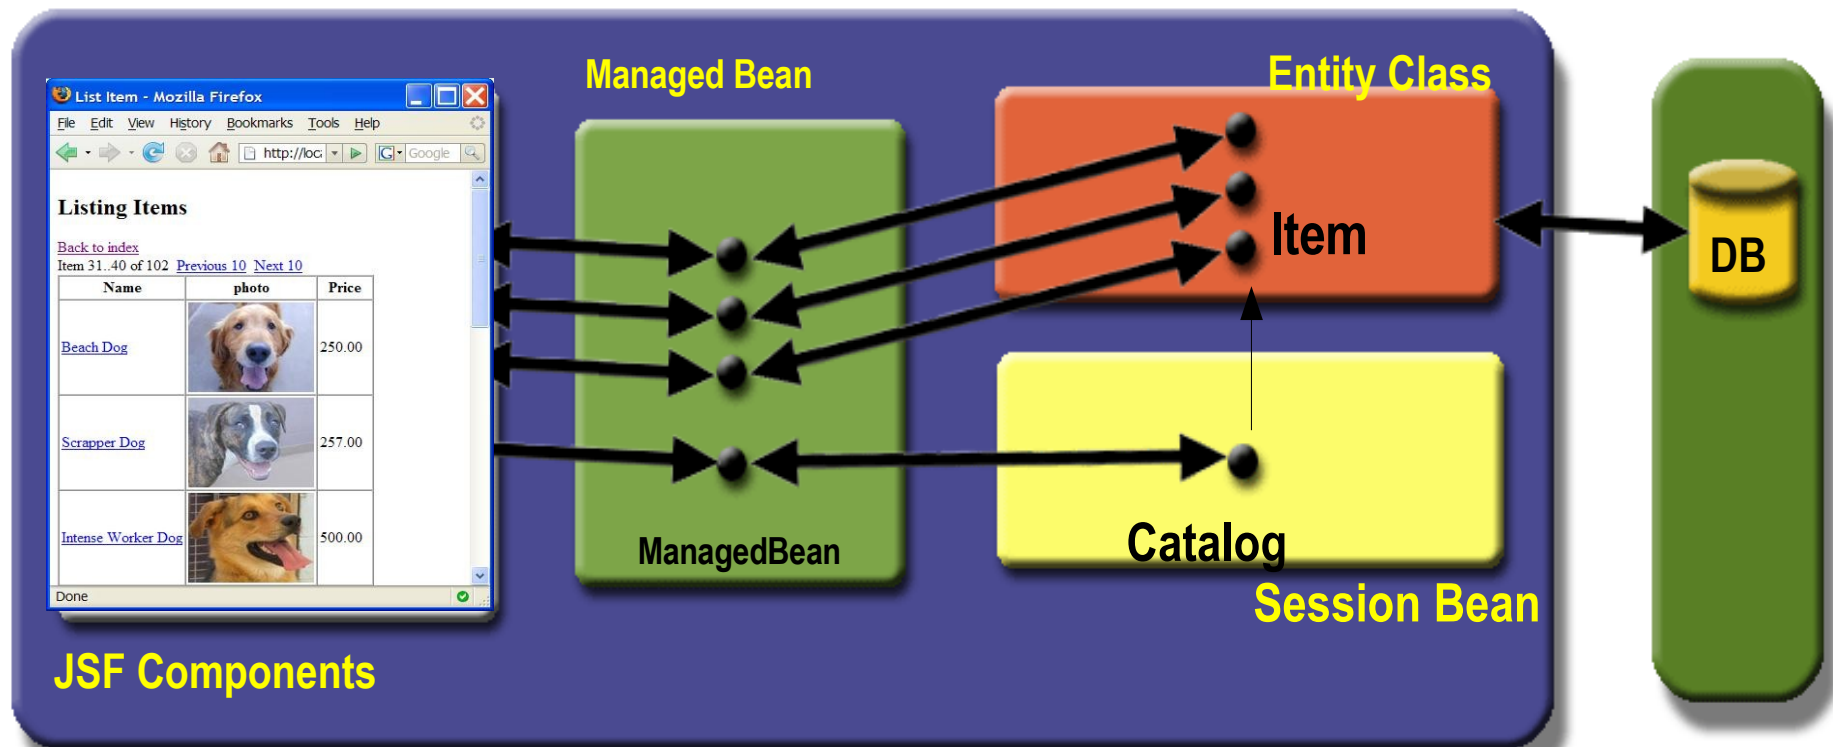 Managed Bean
Entity Class
List Item - Mozilla Firefox
File Edit View History Bookmarks Tools Help
http://loc
G Google
Listing Items
Back to index
Item 31..40 of 102 Previous 10 Next 10
Name photo Price
Beach Dog 250.00
Scrapper Dog 257.00
Intense Worker Dog 500.00
Done
ManagedBean
Item
DB
Catalog
Session Bean
JSF Components